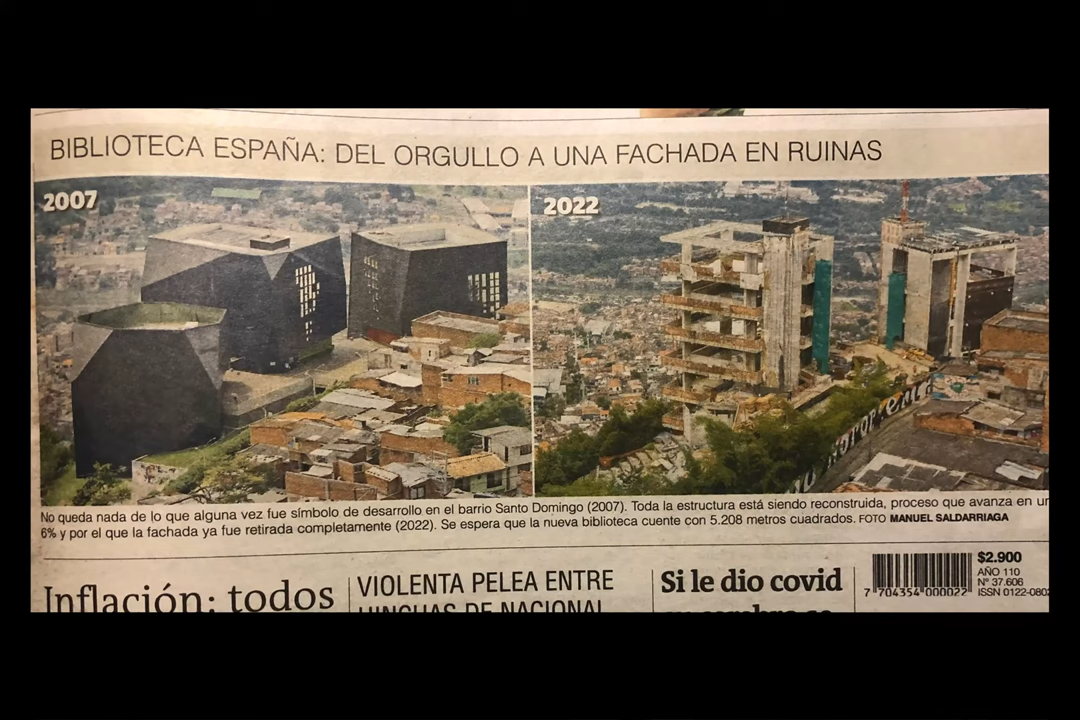 BIBLIOTECA ESPAÑA: DEL ORGULLO A UNA FACHADA EN RUINAS
2007
2022
No queda nada de lo que alguna vez fue símbolo de desarrollo en el barrio Santo Domingo (2007). Toda la estructura está siendo reconstruida, proceso que avanza en un
6% y por el que la fachada ya fue retirada completamente (2022). Se espera que la nueva biblioteca cuente con 5.208 metros cuadrados. FOTO MANUEL SALDARRIAGA
Inflación: todos
VIOLENTA PELEA ENTRE
HINCHAS DE NACIONAL
Si le dio covid
$2.900
AÑO 110
N° 37.606
ISSN 0122-080
7 704354 000022